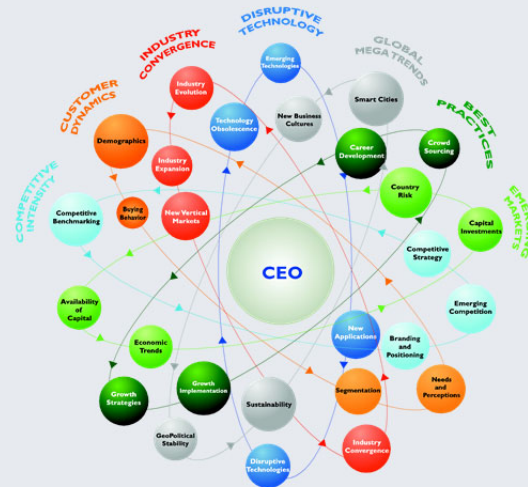 DISRUPTIVE
TECHNOLOGY
INDUSTRY
CONVERGENCE
GLOBAL
MEGA TRENDS
CUSTOMER
DYNAMICS
BEST
PRACTICES
COMPETITIVE
INTENSITY
EMERGING
MARKETS
Emerging
Technologies
Industry
Evolution
Smart Cities
Technology
Obsolescence
New Business
Cultures
Demographics
Career
Development
Crowd
Sourcing
Industry
Expansion
Country
Risk
Competitive
Benchmarking
Buying
Behavior
New Vertical
Markets
Capital
Investments
Competitive
Strategy
CEO
Availability
of
Capital
Emerging
Competition
Economic
Trends
New
Applications
Branding
and
Positioning
Growth
Strategies
Growth
Implementation
Segmentation
Needs
and
Perceptions
Sustainability
GeoPolitical
Stability
Industry
Convergence
Disruptive
Technologies